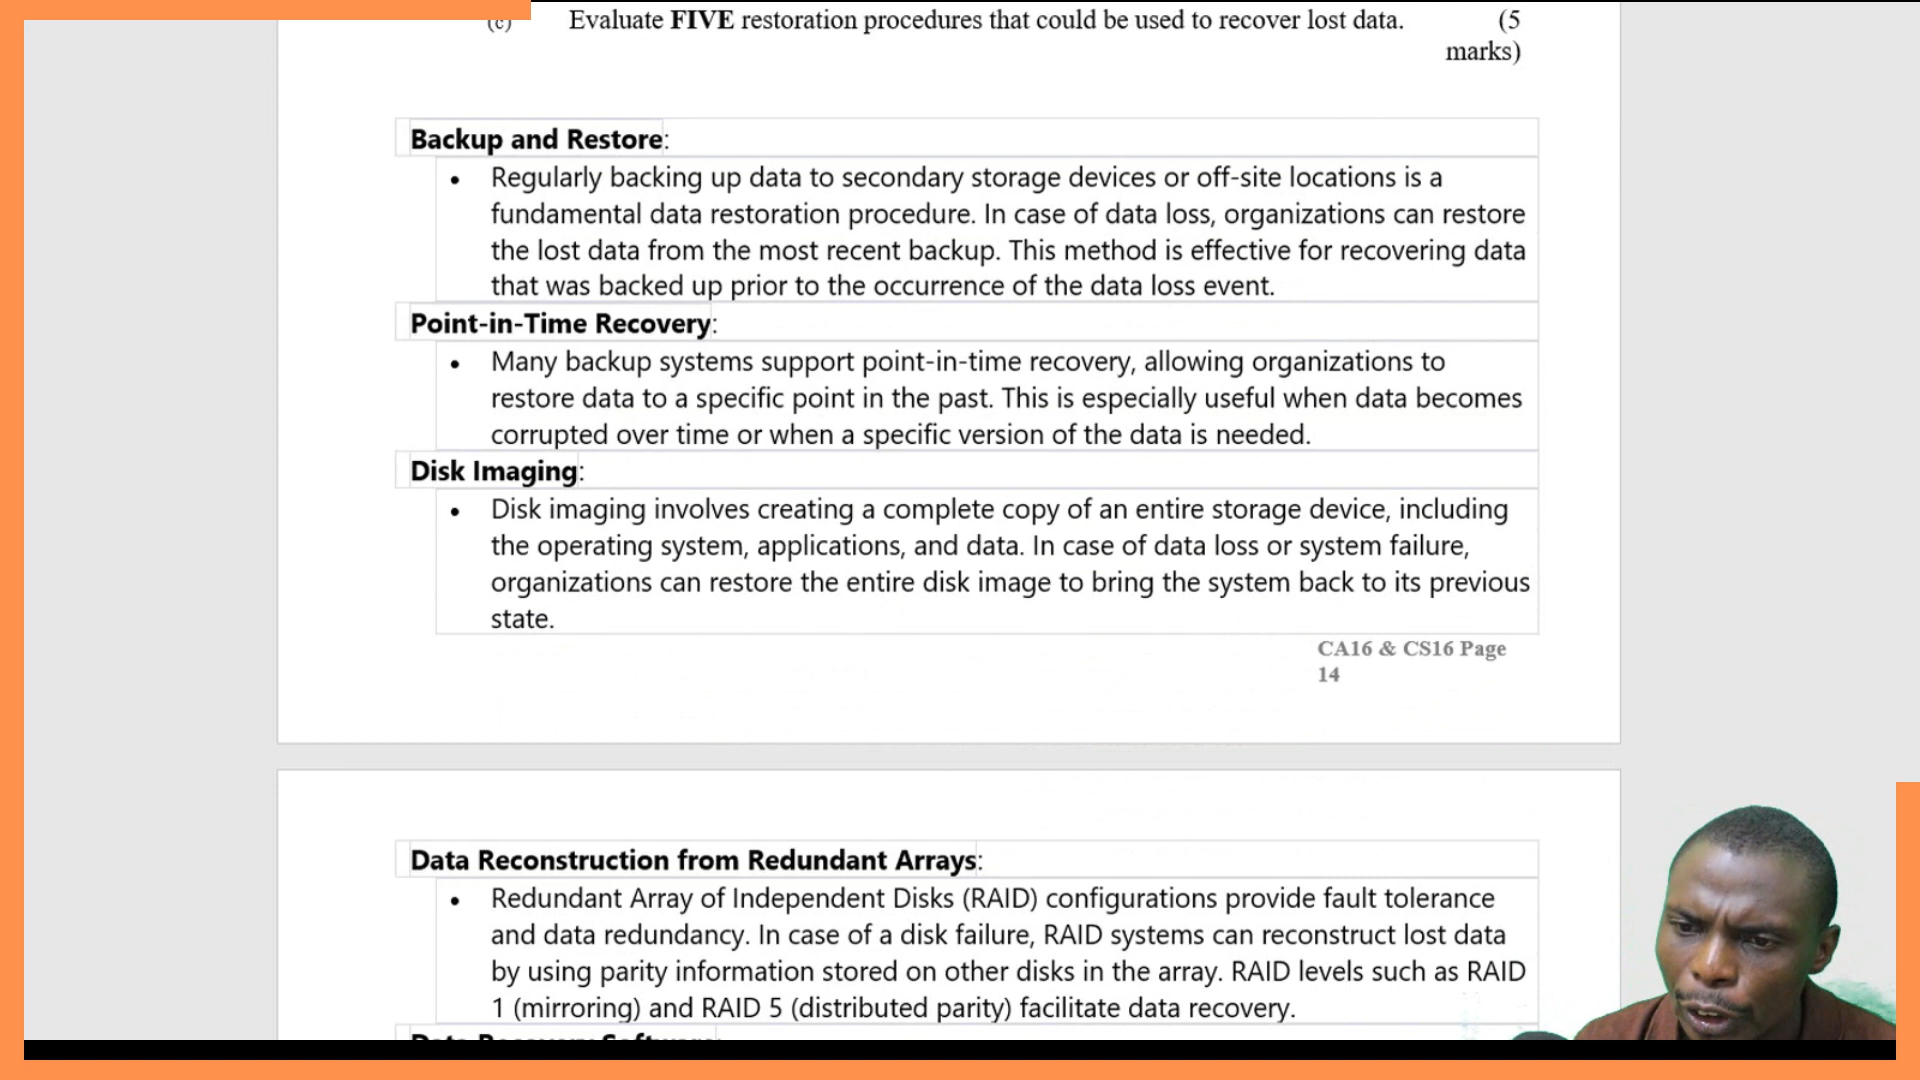 (c) Evaluate FIVE restoration procedures that could be used to recover lost data. (5
marks)
Backup and Restore:
• Regularly backing up data to secondary storage devices or off-site locations is a
fundamental data restoration procedure. In case of data loss, organizations can restore
the lost data from the most recent backup. This method is effective for recovering data
that was backed up prior to the occurrence of the data loss event.
Point-in-Time Recovery:
• Many backup systems support point-in-time recovery, allowing organizations to
restore data to a specific point in the past. This is especially useful when data becomes
corrupted over time or when a specific version of the data is needed.
Disk Imaging:
• Disk imaging involves creating a complete copy of an entire storage device, including
the operating system, applications, and data. In case of data loss or system failure,
organizations can restore the entire disk image to bring the system back to its previous
state.
CA16 & CS16 Page
14
Data Reconstruction from Redundant Arrays:
• Redundant Array of Independent Disks (RAID) configurations provide fault tolerance
and data redundancy. In case of a disk failure, RAID systems can reconstruct lost data
by using parity information stored on other disks in the array. RAID levels such as RAID
1 (mirroring) and RAID 5 (distributed parity) facilitate data recovery.
Data Recovery Software: